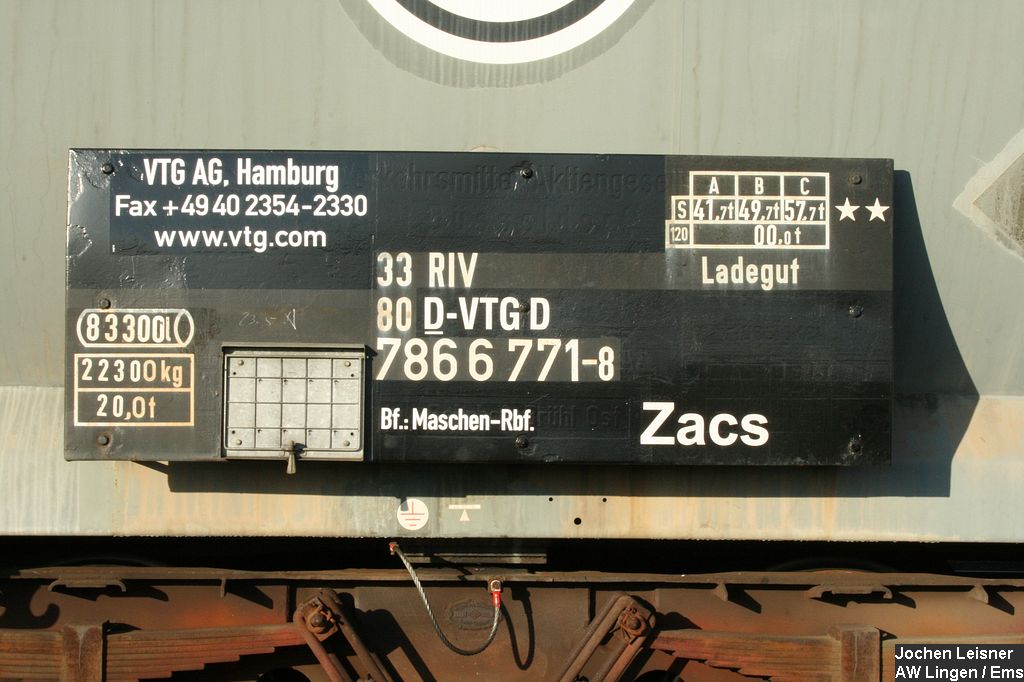 VTG AG, Hamburg
Fax +49 40 2354-2330
www.vtg.com
A B C
S 41,7t 49,7t 57,7t ★★
120 00,0t
Ladegut
33 RIV
80 D-VTG D
7866 771-8
83300l
22300kg
20,0t
Bf.: Maschen-Rbf.
Zacs
Jochen Leisner
AW Lingen / Ems